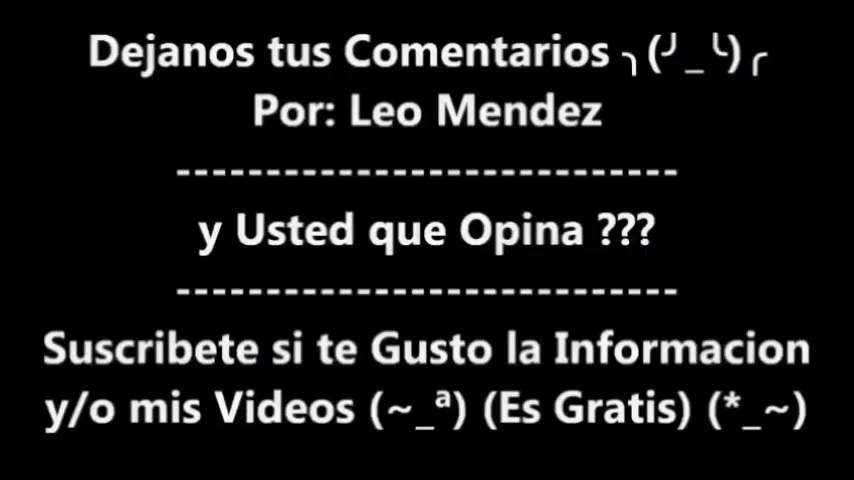 Dejanos tus Comentarios ╮(╯_╰)╭
Por: Leo Mendez
----------------------------
y Usted que Opina ???
----------------------------
Suscribete si te Gusto la Informacion
y/o mis Videos (~_ª) (Es Gratis) (*_~)